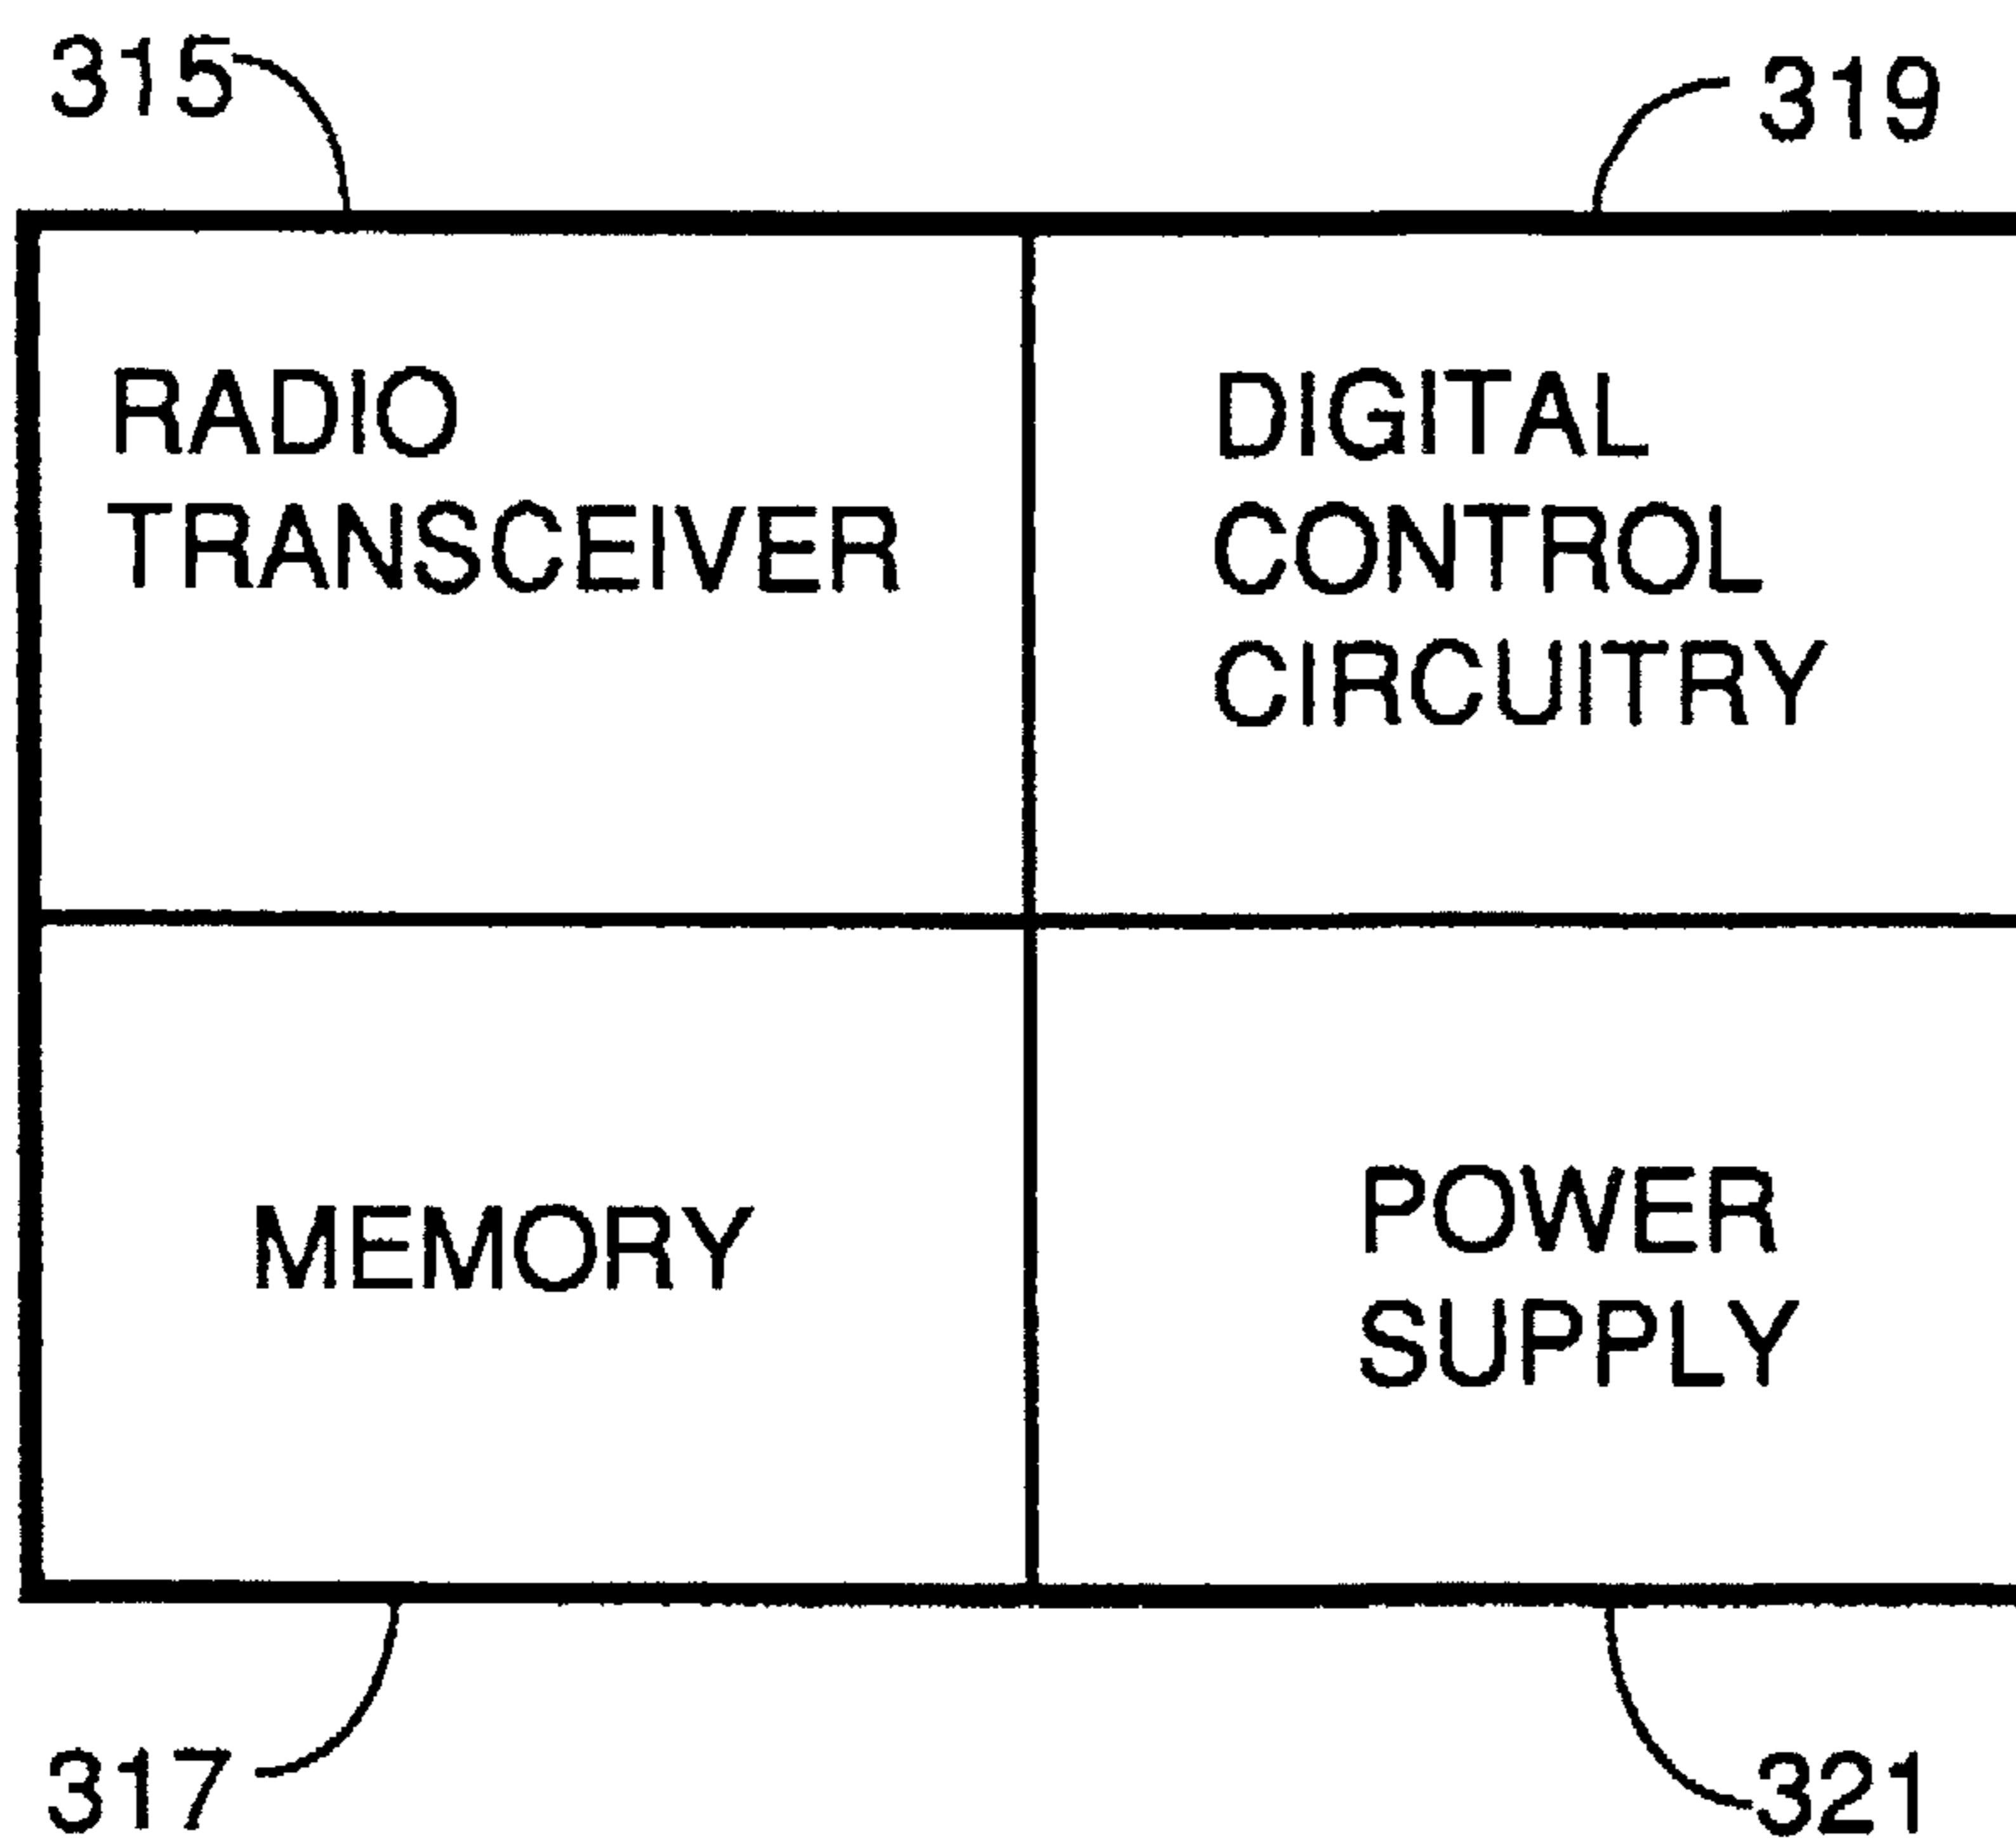 315
319
RADIO
TRANSCEIVER
DIGITAL
CONTROL
CIRCUITRY
MEMORY
POWER
SUPPLY
317
321